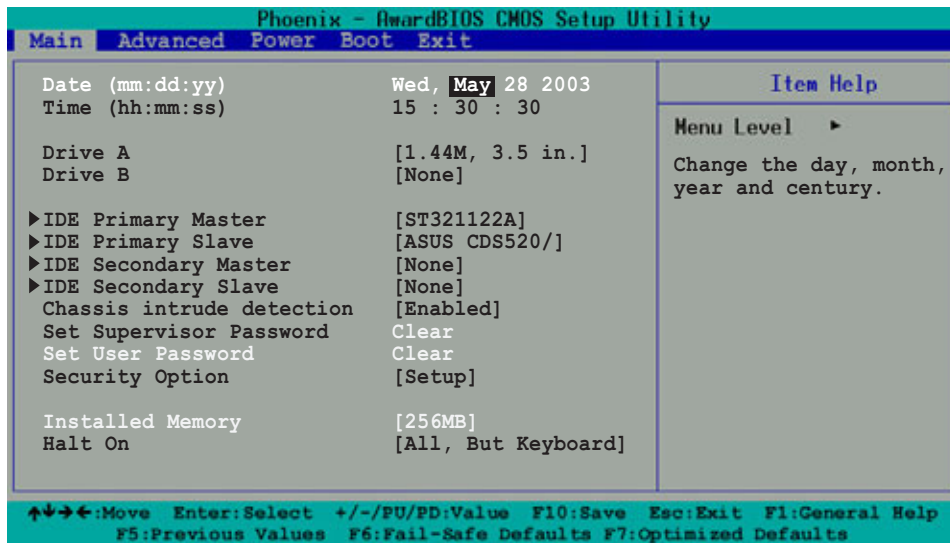 Phoenix - AwardBIOS CMOS Setup Utility
Main Advanced Power Boot Exit
Date (mm:dd:yy) Wed, May 28 2003
Time (hh:mm:ss) 15 : 30 : 30
Drive A [1.44M, 3.5 in.]
Drive B [None]
▶IDE Primary Master [ST321122A]
▶IDE Primary Slave [ASUS CDS520/]
▶IDE Secondary Master [None]
▶IDE Secondary Slave [None]
Chassis intrude detection [Enabled]
Set Supervisor Password Clear
Set User Password Clear
Security Option [Setup]
Installed Memory [256MB]
Halt On [All, But Keyboard]
Item Help
Menu Level ▶
Change the day, month,
year and century.
↑↓→←:Move Enter:Select +/-/PU/PD:Value F10:Save Esc:Exit F1:General Help
F5:Previous Values F6:Fail-Safe Defaults F7:Optimized Defaults